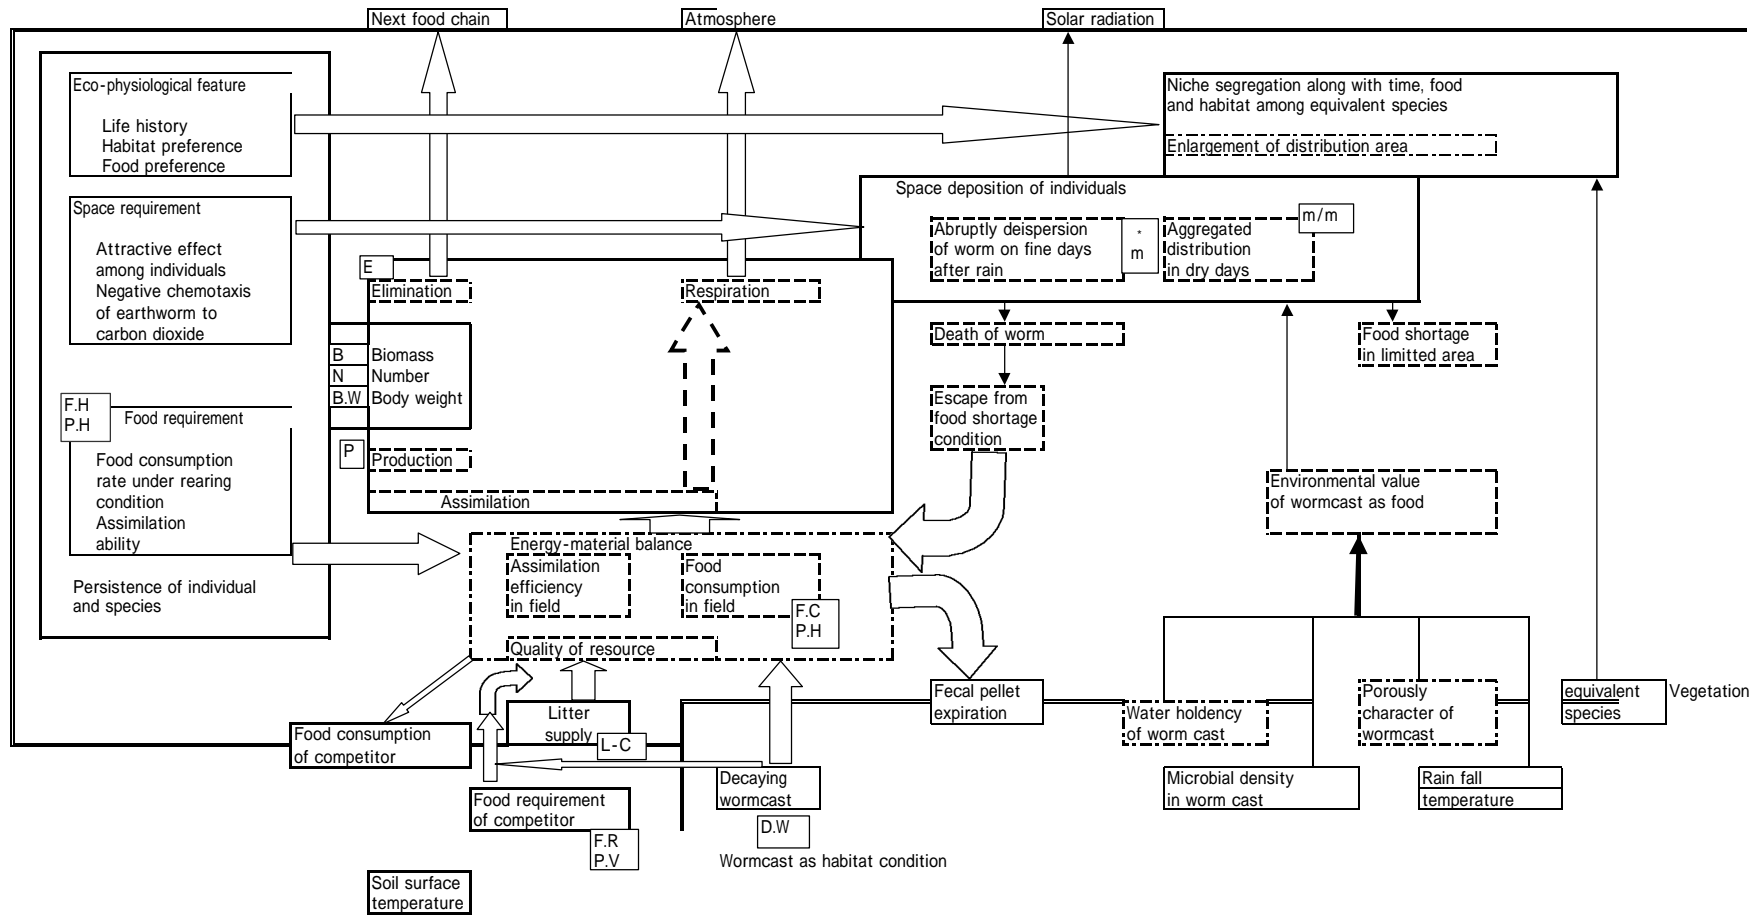 Next food chain
Atmosphere
Solar radiation
Eco-physiological feature
Life history
Habitat preference
Food preference
Niche segregation along with time, food
and habitat among equivalent species
Enlargement of distribution area
Space requirement
Attractive effect
among individuals
Negative chemotaxis
of earthworm to
carbon dioxide
Space deposition of individuals
Abruptly deispersion
of worm on fine days
after rain
*
m
Aggregated
distribution
in dry days
m/m
E
Elimination
Respiration
B
Biomass
N
Number
B.W
Body weight
P
Production
Assimilation
Death of worm
Food shortage
in limitted area
Escape from
food shortage
condition
F.H
P.H
Food requirement
Food consumption
rate under rearing
condition
Assimilation
ability
Persistence of individual
and species
Environmental value
of wormcast as food
Energy-material balance
Assimilation
efficiency
in field
Food
consumption
in field
F.C
P.H
Quality of resource
Fecal pellet
expiration
Water holdency
of worm cast
Porously
character of
wormcast
equivalent
species
Vegetation
Food consumption
of competitor
Litter
supply
L-C
Decaying
wormcast
Microbial density
in worm cast
Rain fall
temperature
Food requirement
of competitor
F.R
P.V
D.W
Wormcast as habitat condition
Soil surface
temperature